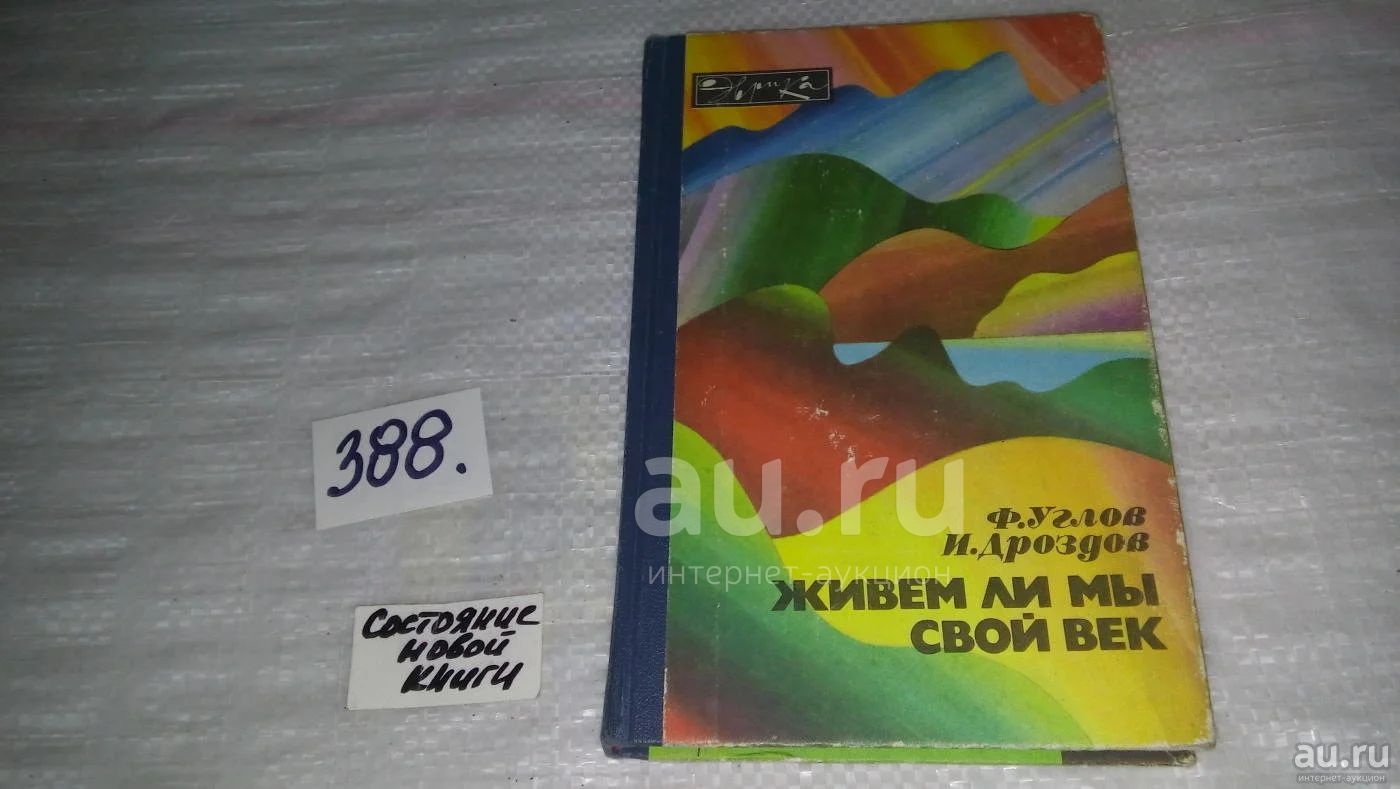 Эврика
388.
Состояние
новой
книги
Ф.Углов
И.Дроздов
ЖИВЕМ ЛИ МЫ
СВОЙ ВЕК
au.ru
интернет-аукцион
au.ru
интернет-аукцион